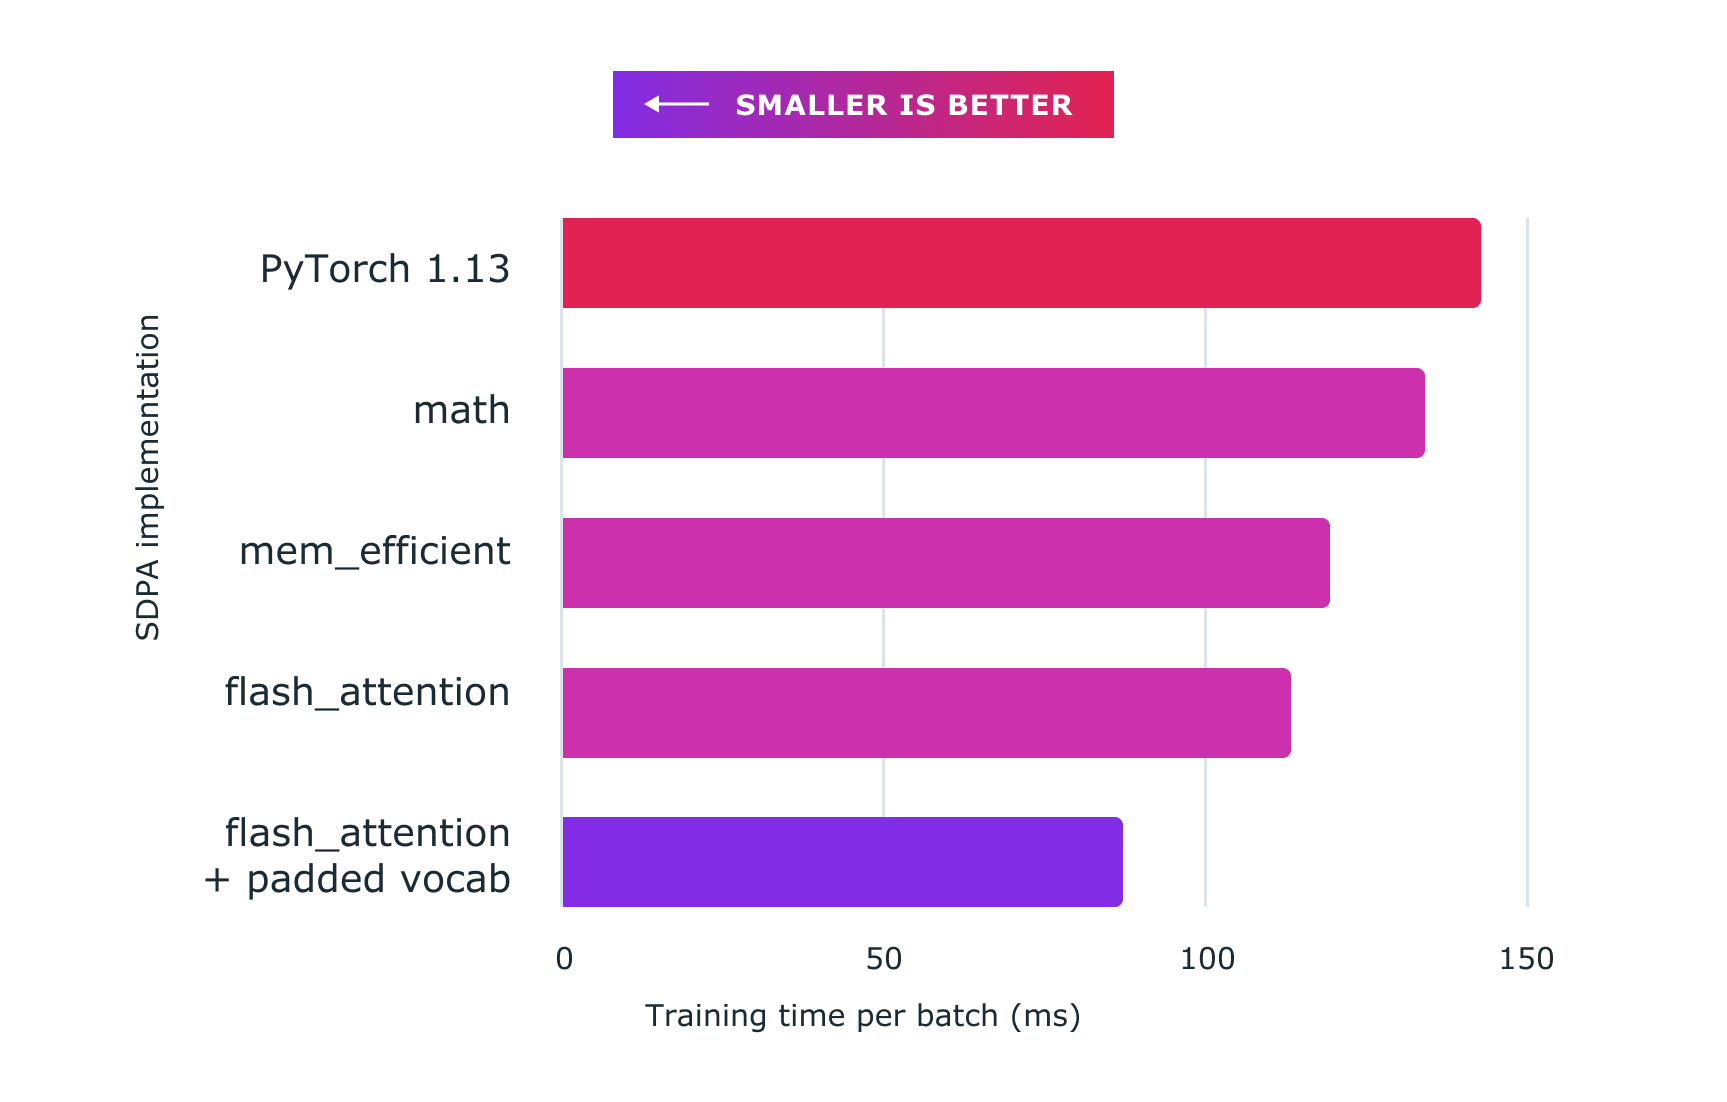 SMALLER IS BETTER
SDPA implementation
PyTorch 1.13
math
mem_efficient
flash_attention
flash_attention
+ padded vocab
0 50 100 150
Training time per batch (ms)